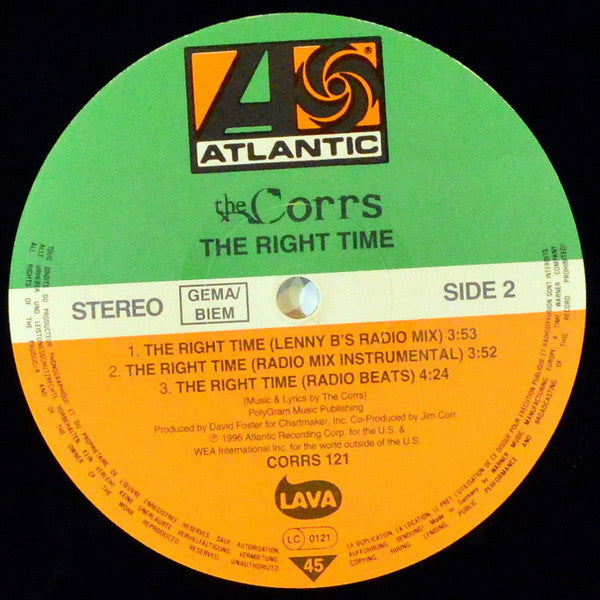 ATLANTIC
®
the Corrs
THE RIGHT TIME
STEREO
GEMA/
BIEM
SIDE 2
1. THE RIGHT TIME (LENNY B'S RADIO MIX) 3:53
2. THE RIGHT TIME (RADIO MIX INSTRUMENTAL) 3:52
3. THE RIGHT TIME (RADIO BEATS) 4:24
(Music & Lyrics by The Corrs)
PolyGram Music Publishing
Produced by David Foster for Chartmaker, Inc. Co-Produced by Jim Corr.
℗ 1996 Atlantic Recording Corp. for the U.S. &
WEA International Inc. for the world outside of the U.S.
CORRS 121
LAVA
LC 0121
45